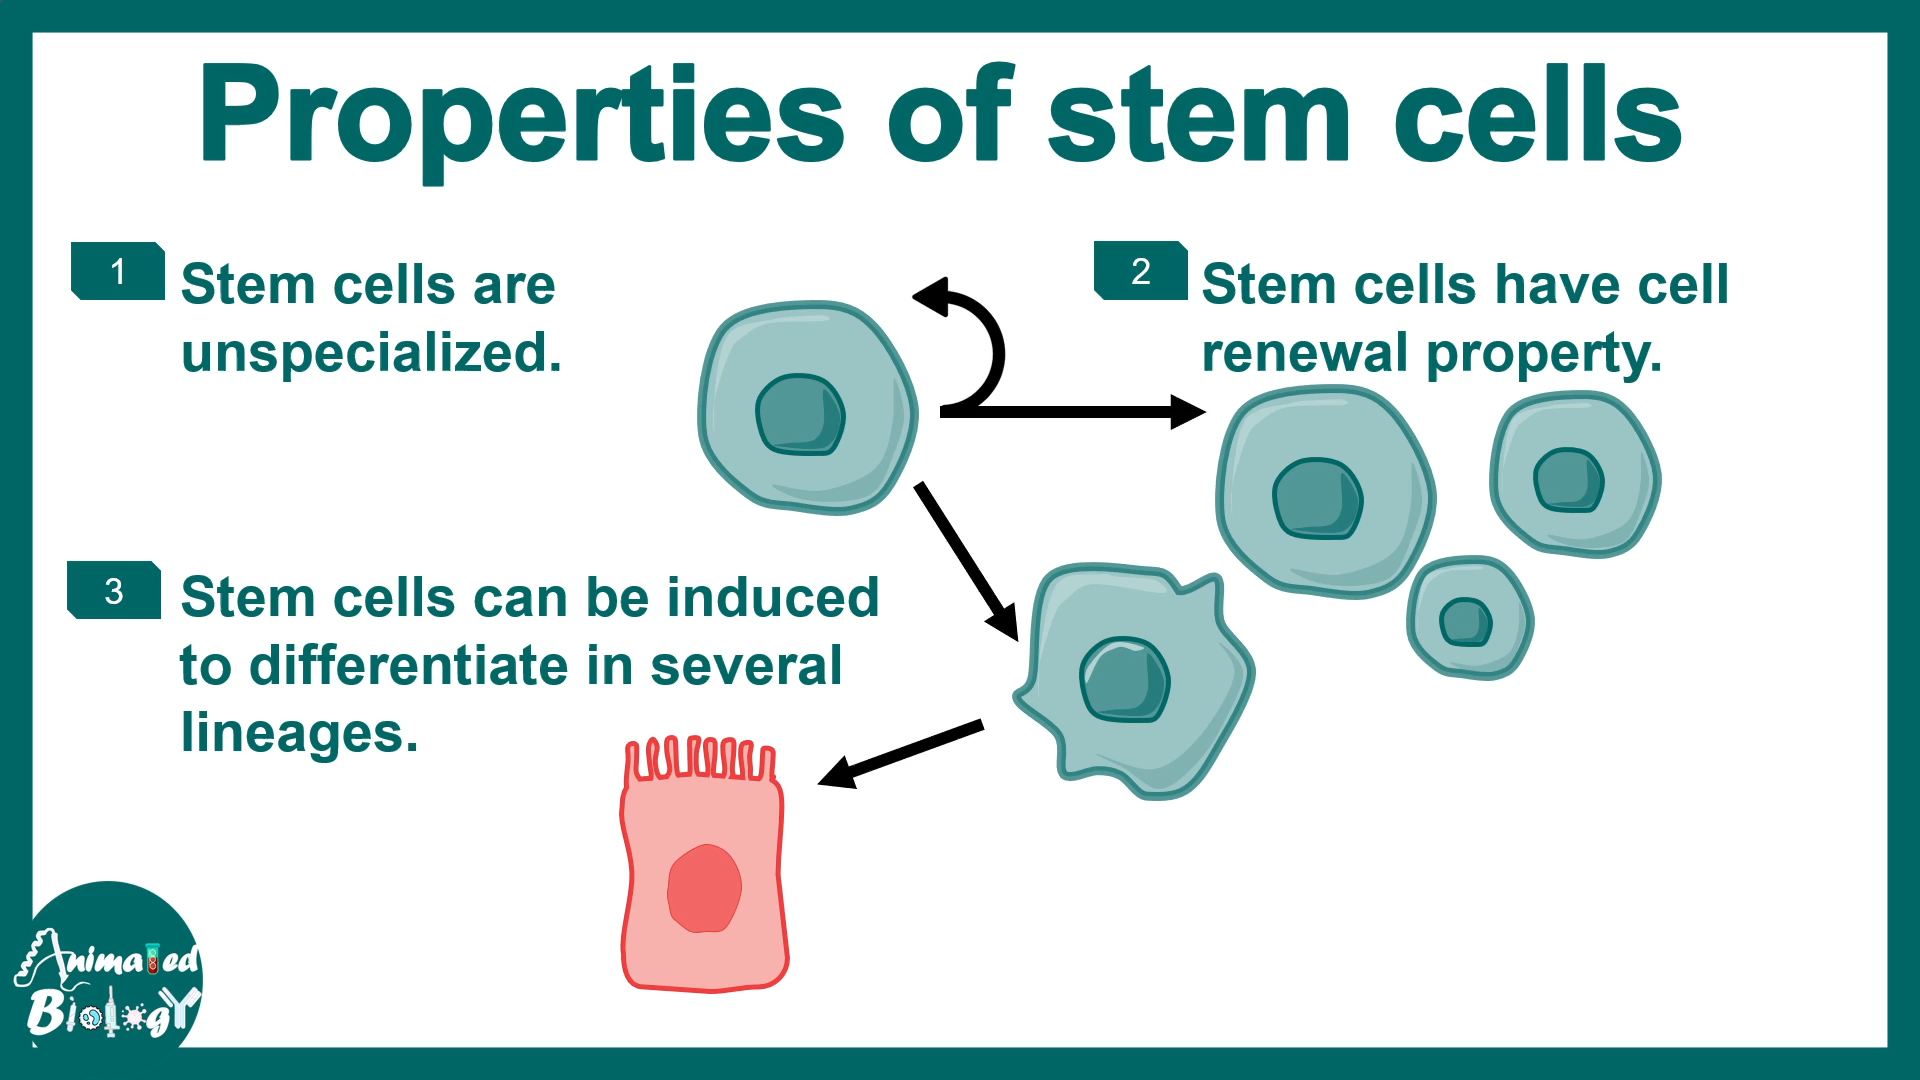 Properties of stem cells
1
Stem cells are
unspecialized.
2
Stem cells have cell
renewal property.
3
Stem cells can be induced
to differentiate in several
lineages.
Animated
Biology